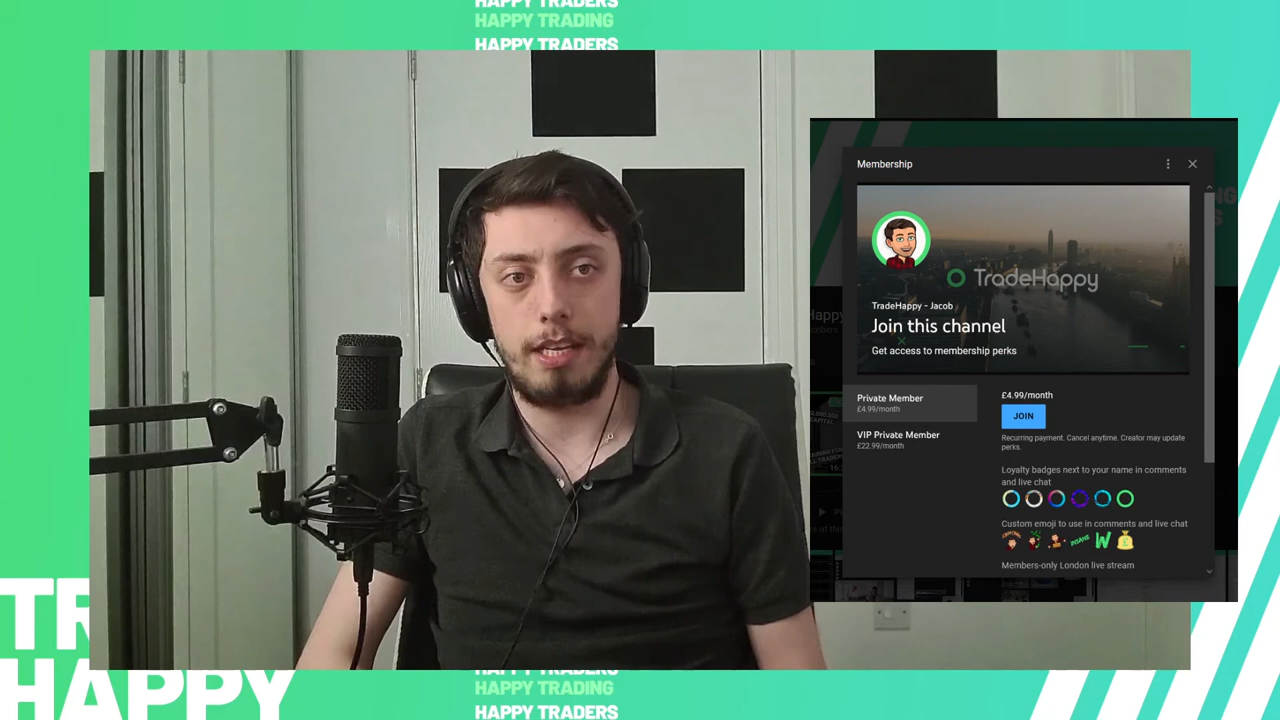 HAPPY TRADERS
HAPPY TRADING
HAPPY TRADERS
Membership
TradeHappy
TradeHappy - Jacob
Join this channel
Get access to membership perks
Private Member
£4.99/month
VIP Private Member
£22.99/month
£4.99/month
JOIN
Recurring payment. Cancel anytime. Creator may update
perks.
Loyalty badges next to your name in comments
and live chat
Custom emoji to use in comments and live chat
INSANE
W
Members-only London live stream
TR
HAPPY
HAPPY TRADERS
HAPPY TRADING
HAPPY TRADERS